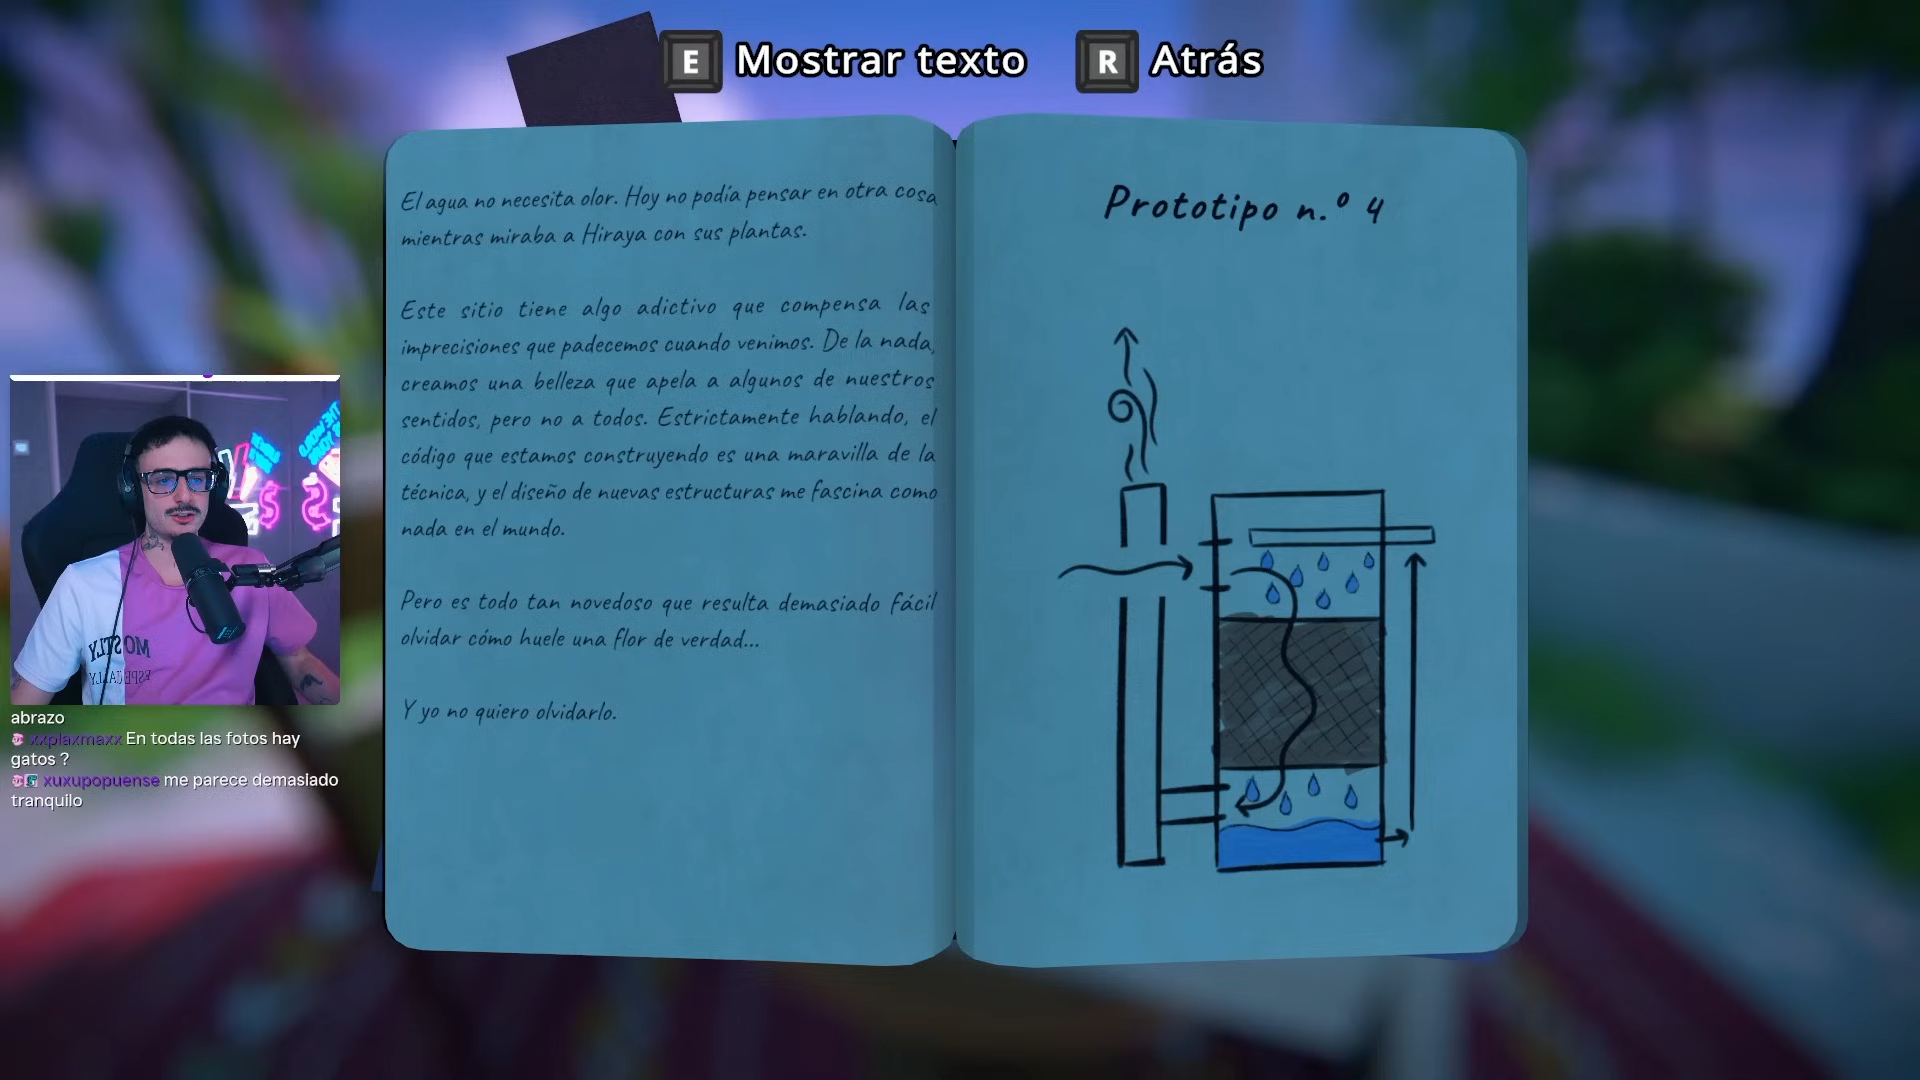 E Mostrar texto R Atrás
El agua no necesita olor. Hoy no podía pensar en otra cosa
mientras miraba a Hiraya con sus plantas.
Este sitio tiene algo adictivo que compensa las
imprecisiones que padecemos cuando venimos. De la nada,
creamos una belleza que apela a algunos de nuestros
sentidos, pero no a todos. Estrictamente hablando, el
código que estamos construyendo es una maravilla de la
técnica, y el diseño de nuevas estructuras me fascina como
nada en el mundo.
Pero es todo tan novedoso que resulta demasiado fácil
olvidar cómo huele una flor de verdad...
Y yo no quiero olvidarlo.
Prototipo n.º 4
MOSTLY
ESPECIALLY
abrazo
xxplaxmaxx En todas las fotos hay
gatos ?
xuxupopuense me parece demasiado
tranquilo